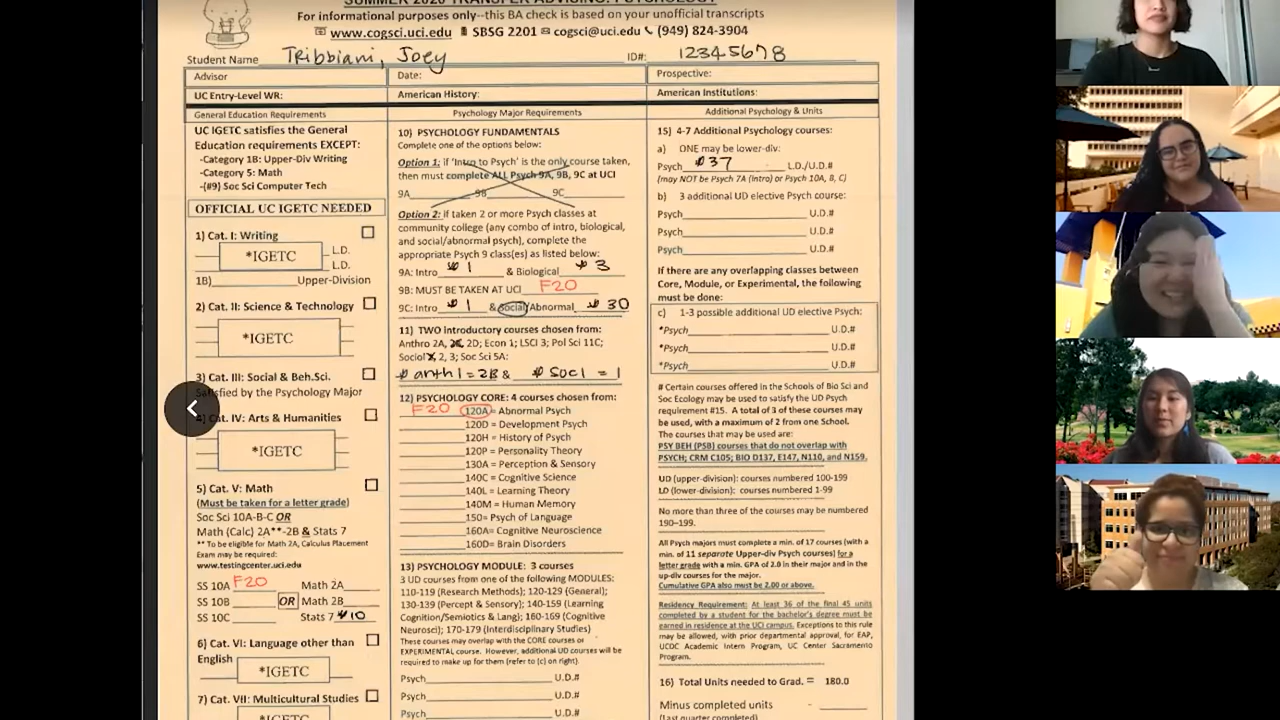 SUMMER 2020 TRANSFER ADVISING: PSYCHOLOGY
For informational purposes only--this BA check is based on your unofficial transcripts
www.cogsci.uci.edu SBSG 2201 cogsci@uci.edu (949) 824-3904
Student Name Tribbiani, Joey ID#: 12345678
Advisor Date: Prospective:
UC Entry-Level WR: American History: American Institutions:
General Education Requirements Psychology Major Requirements Additional Psychology & Units
UC IGETC satisfies the General
Education requirements EXCEPT:
-Category 1B: Upper-Div Writing
-Category 5: Math
-(#9) Soc Sci Computer Tech
OFFICIAL UC IGETC NEEDED
1) Cat. I: Writing
*IGETC L.D.
L.D.
1B) Upper-Division
2) Cat. II: Science & Technology
*IGETC
3) Cat. III: Social & Beh.Sci.
Satisfied by the Psychology Major
4) Cat. IV: Arts & Humanities
*IGETC
5) Cat. V: Math
(Must be taken for a letter grade)
Soc Sci 10A-B-C OR
Math (Calc) 2A**-2B & Stats 7
** To be eligible for Math 2A, Calculus Placement
Exam may be required:
www.testingcenter.uci.edu
SS 10A F20 Math 2A
SS 10B OR Math 2B
SS 10C Stats 7 *10
6) Cat. VI: Language other than
English
*IGETC
7) Cat. VII: Multicultural Studies
*IGETC
10) PSYCHOLOGY FUNDAMENTALS
Complete one of the options below:
Option 1: if 'Intro to Psych' is the only course taken,
then must complete ALL Psych 9A, 9B, 9C at UCI
9A 9B 9C
Option 2: if taken 2 or more Psych classes at
community college (any combo of intro, biological,
and social/abnormal psych), complete the
appropriate Psych 9 class(es) as listed below:
9A: Intro *1 & Biological *3
9B: MUST BE TAKEN AT UCI F20
9C: Intro *1 & Social/Abnormal *30
11) TWO Introductory courses chosen from:
Anthro 2A, 2B, 2D; Econ 1; LSCI 3; Pol Sci 11C;
Sociol 1, 2, 3; Soc Sci 5A:
* anth 1 = 2B & * soc 1 = 1
12) PSYCHOLOGY CORE: 4 courses chosen from:
F20 120A= Abnormal Psych
120D = Development Psych
120H = History of Psych
120P = Personality Theory
130A = Perception & Sensory
140C = Cognitive Science
140L = Learning Theory
140M = Human Memory
150= Psych of Language
160A= Cognitive Neuroscience
160D= Brain Disorders
13) PSYCHOLOGY MODULE: 3 courses
3 UD courses from one of the following MODULES:
110-119 (Research Methods); 120-129 (General);
130-139 (Percept & Sensory); 140-159 (Learning
Cognition/Semiotics & Lang); 160-169 (Cognitive
Neurosci); 170-179 (Interdisciplinary Studies)
These courses may overlap with the CORE courses or
EXPERIMENTAL course. However, additional UD courses will be
required to make up for them (refer to (c) on right).
Psych U.D.#
Psych U.D.#
Psych U.D.#
15) 4-7 Additional Psychology courses:
a) ONE may be lower-div:
Psych *37 L.D./U.D.#
(may NOT be Psych 7A (Intro) or Psych 10A, B, C)
b) 3 additional UD elective Psych course:
Psych U.D.#
Psych U.D.#
Psych U.D.#
If there are any overlapping classes between
Core, Module, or Experimental, the following
must be done:
c) 1-3 possible additional UD elective Psych:
*Psych U.D.#
*Psych U.D.#
*Psych U.D.#
# Certain courses offered in the Schools of Bio Sci and
Soc Ecology may be used to satisfy the UD Psych
requirement #15. A total of 3 of these courses may
be used, with a maximum of 2 from one School.
The courses that may be used are:
PSY BEH (PSB) courses that do not overlap with
PSYCH; CRM C105; BIO D137, E147, N110, and N159.
UD (upper-division): courses numbered 100-199
LD (lower-division): courses numbered 1-99
No more than three of the courses may be numbered
190–199.
All Psych majors must complete a min. of 17 courses (with a
min. of 11 separate Upper-div Psych courses) for a
letter grade with a min. GPA of 2.0 in their major and in the
up-div courses for the major.
Cumulative GPA also must be 2.00 or above.
Residency Requirement: At least 36 of the final 45 units
completed by a student for the bachelor's degree must be
earned in residence at the UCI campus. Exceptions to this rule
may be allowed, with prior departmental approval, for EAP,
UCDC Academic Intern Program, UC Center Sacramento
Program.
16) Total Units needed to Grad. = 180.0
Minus completed units -
(last quarter completed)